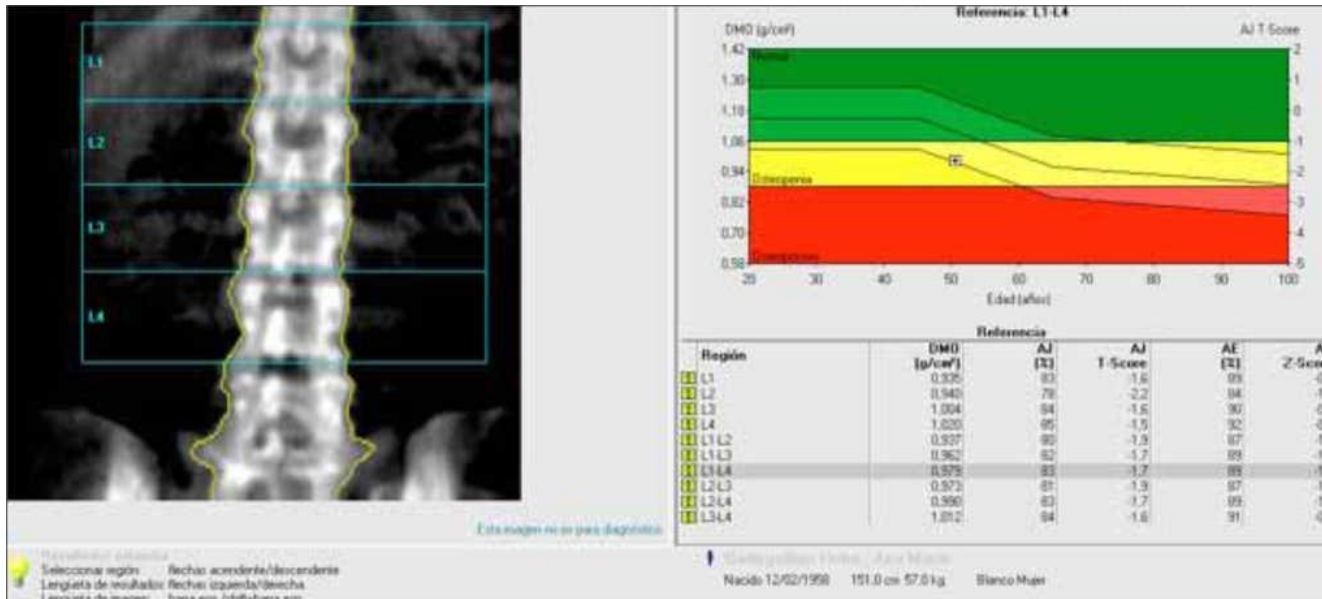 L1
L2
L3
L4
Esta imagen no es para diagnóstico
Seleccionar región: flechas acendente/descendente
Lengüeta de resultados: flechas izquierda/derecha
Lengüeta de imagen:
Referencia: L1-L4
DMO (g/cm²) AJ T-Score
1,42 2
1,30 1
1,18 0
1,06 -1
0,94 -2
0,82 -3
0,70 -4
0,58 -5
Normal
Osteopenia
Osteoporosis
20 30 40 50 60 70 80 90 100
Edad (años)
Referencia
Región DMO (g/cm²) AJ (%) AJ T-Score AE (%)
L1 0,935 83 -1,6 89
L2 0,940 78 -2,2 84
L3 1,004 84 -1,6 90
L4 1,020 85 -1,5 92
L1-L2 0,937 80 -1,9 87
L1-L3 0,962 82 -1,7 89
L1-L4 0,979 83 -1,7 89
L2-L3 0,973 81 -1,9 87
L2-L4 0,990 83 -1,7 89
L3-L4 1,012 84 -1,6 91
Nacido 12/02/1958 151.0 cm 57.0 kg Blanco Mujer